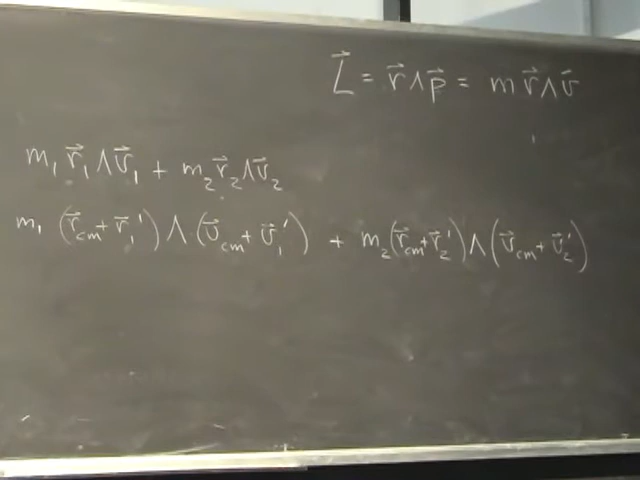 L⃗ = r⃗ ∧ p⃗ = m r⃗ ∧ v⃗
m₁ r⃗₁ ∧ v⃗₁ + m₂ r⃗₂ ∧ v⃗₂
m₁ (r⃗cm + r⃗₁′) ∧ (v⃗cm + v⃗₁′) + m₂ (r⃗cm + r⃗₂′) ∧ (v⃗cm + v⃗₂′)